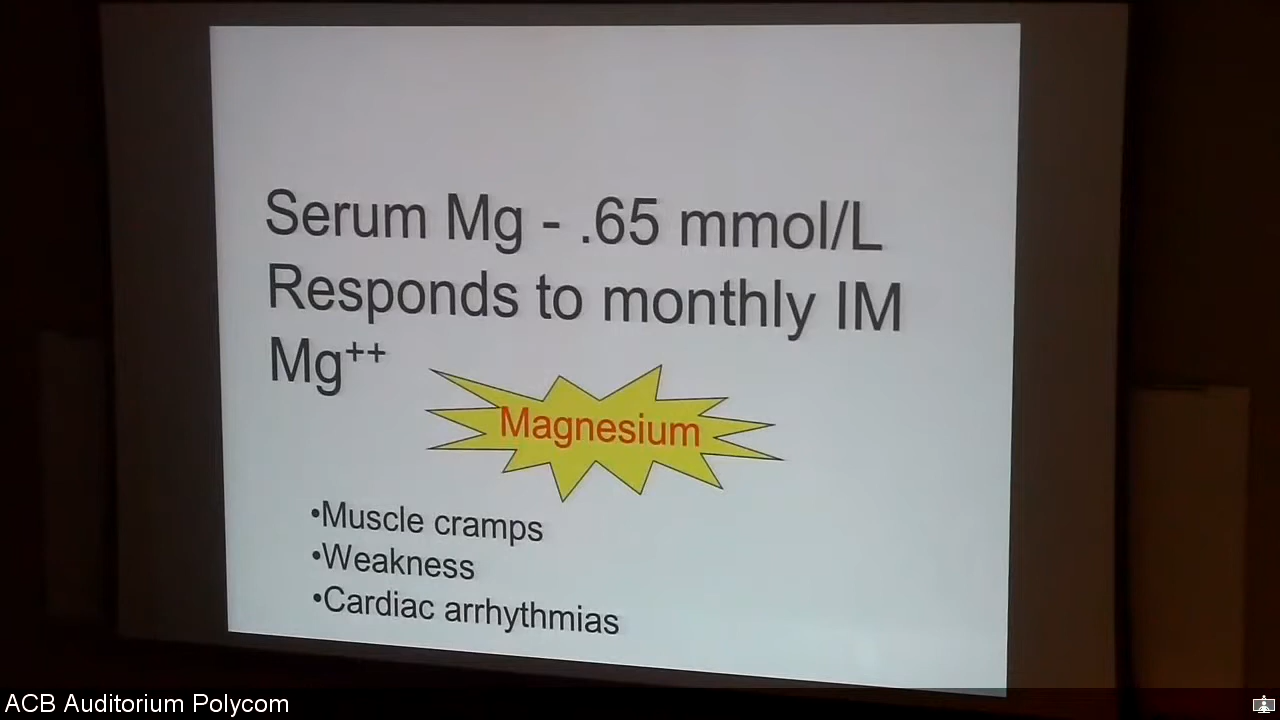 Serum Mg - .65 mmol/L
Responds to monthly IM
Mg++
Magnesium
•Muscle cramps
•Weakness
•Cardiac arrhythmias
ACB Auditorium Polycom